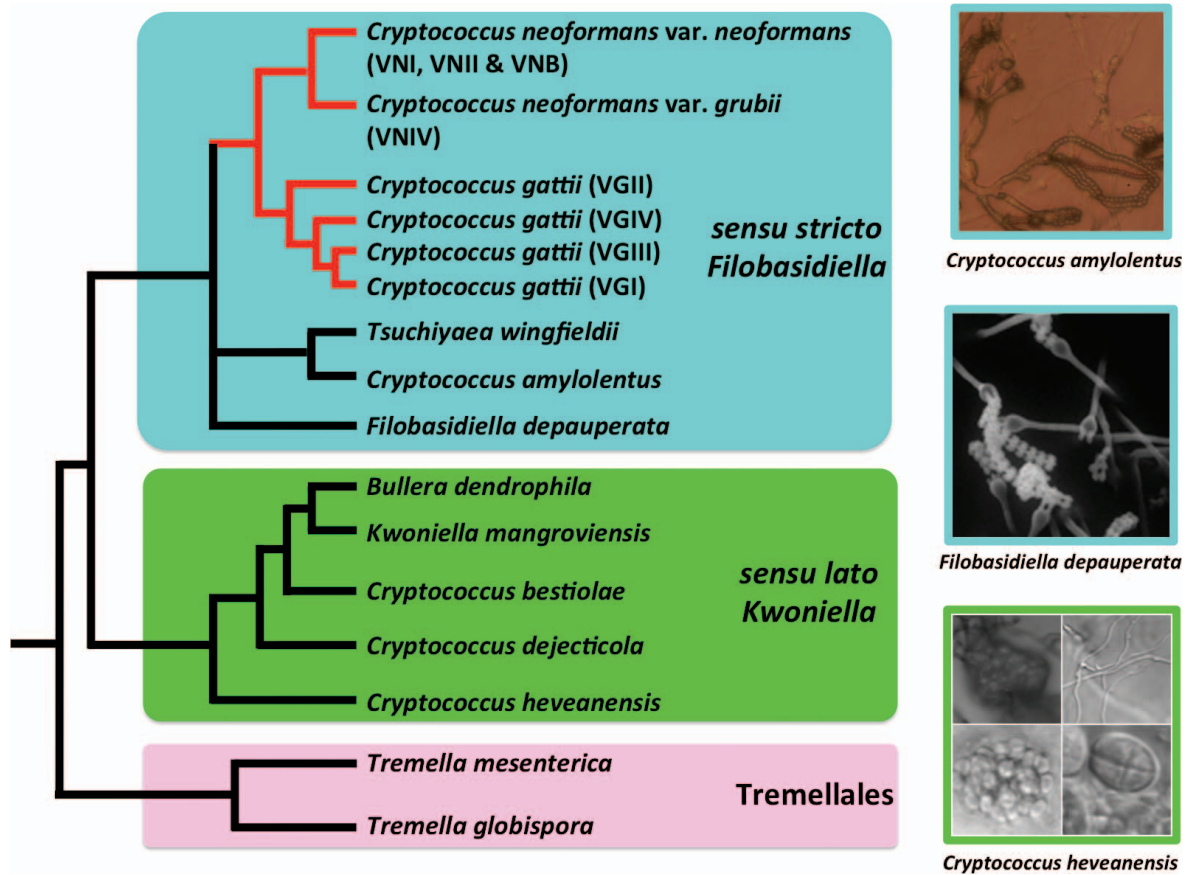 Cryptococcus neoformans var. neoformans
(VNI, VNII & VNB)
Cryptococcus neoformans var. grubii
(VNIV)
Cryptococcus gattii (VGII)
Cryptococcus gattii (VGIV)
Cryptococcus gattii (VGIII)
Cryptococcus gattii (VGI)
Tsuchiyaea wingfieldii
Cryptococcus amylolentus
Filobasidiella depauperata
sensu stricto
Filobasidiella
Bullera dendrophila
Kwoniella mangroviensis
Cryptococcus bestiolae
Cryptococcus dejecticola
Cryptococcus heveanensis
sensu lato
Kwoniella
Tremella mesenterica
Tremella globispora
Tremellales
Cryptococcus amylolentus
Filobasidiella depauperata
Cryptococcus heveanensis